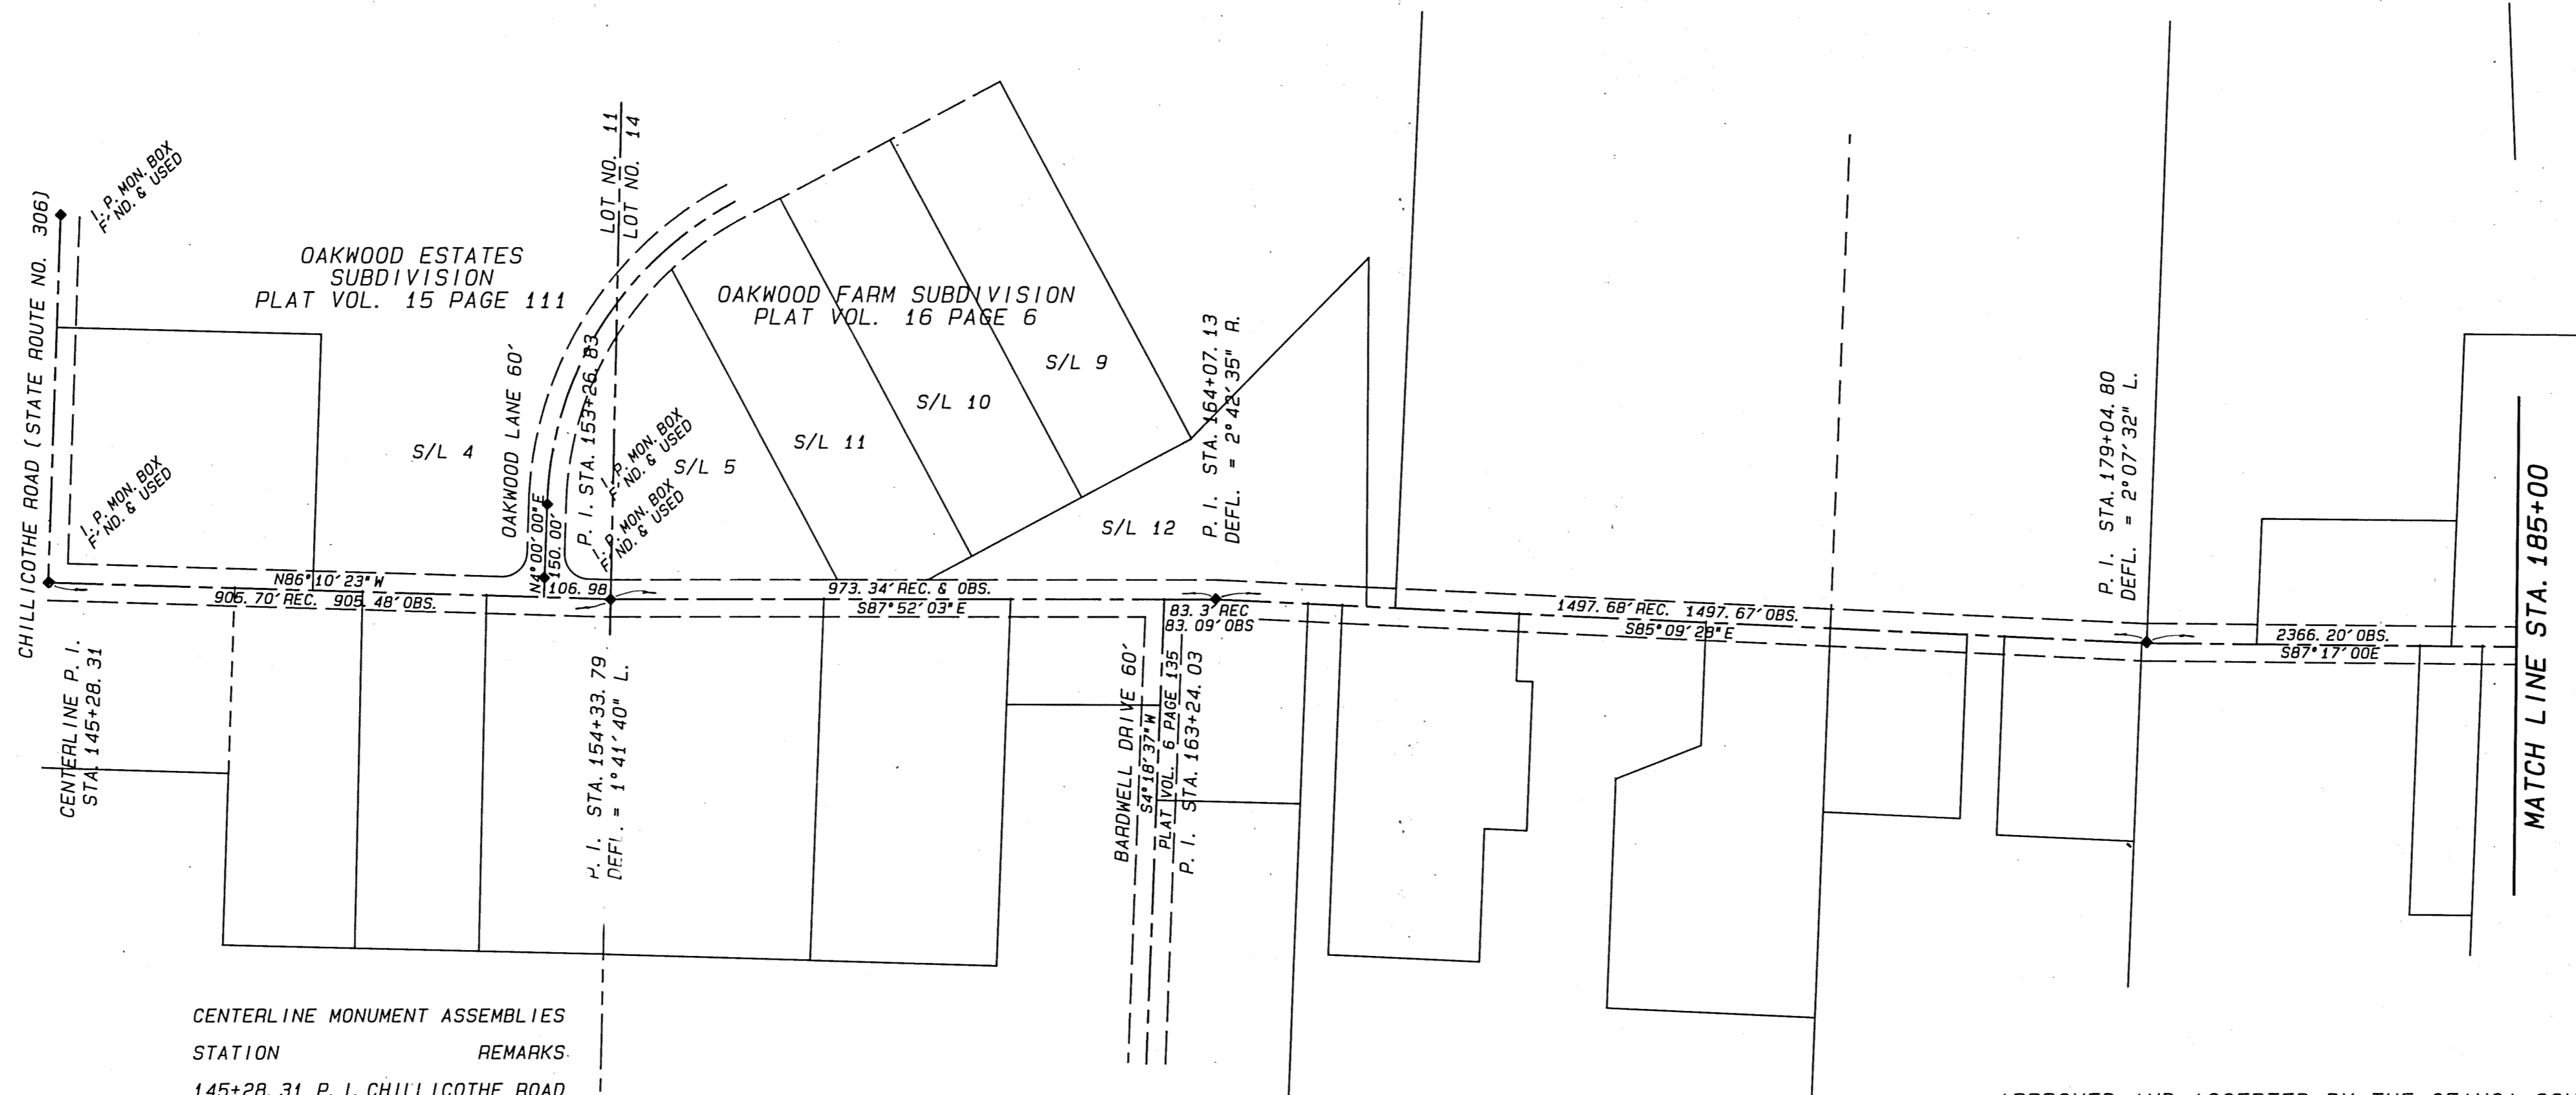 CHILLICOTHE ROAD (STATE ROUTE NO. 306)
I. P. MON. BOX
F'ND. & USED
I. P. MON. BOX
F'ND. & USED
OAKWOOD ESTATES
SUBDIVISION
PLAT VOL. 15 PAGE 111
S/L 4
OAKWOOD LANE 60'
N4°00'00"E
150.00'
P. I. STA. 153+26.83
LOT NO. 11
LOT NO. 14
I. P. MON. BOX
F'ND. & USED
I. P. MON. BOX
F'ND. & USED
S/L 5
OAKWOOD FARM SUBDIVISION
PLAT VOL. 16 PAGE 6
S/L 11
S/L 10
S/L 9
S/L 12
P. I. STA. 164+07.13
DEFL. = 2°42'35" R.
P. I. STA. 179+04.80
DEFL. = 2°07'32" L.
MATCH LINE STA. 185+00
N86°10'23"W
905.70' REC. 905.48' OBS.
106.98
973.34' REC. & OBS.
S87°52'03"E
83.3' REC
83.09' OBS
1497.68' REC. 1497.67' OBS.
S85°09'28"E
2366.20' OBS.
S87°17'00E
CENTERLINE P. I.
STA. 145+28.31
P. I. STA. 154+33.79
DEFL. = 1°41'40" L.
BARDWELL DRIVE 60'
S4°18'37"W
PLAT VOL. 6 PAGE 135
P. I. STA. 163+24.03
CENTERLINE MONUMENT ASSEMBLIES
STATION REMARKS
145+28.31 P. I. CHILLICOTHE ROAD
APPROVED AND ACCEPTED BY THE GEAUGA